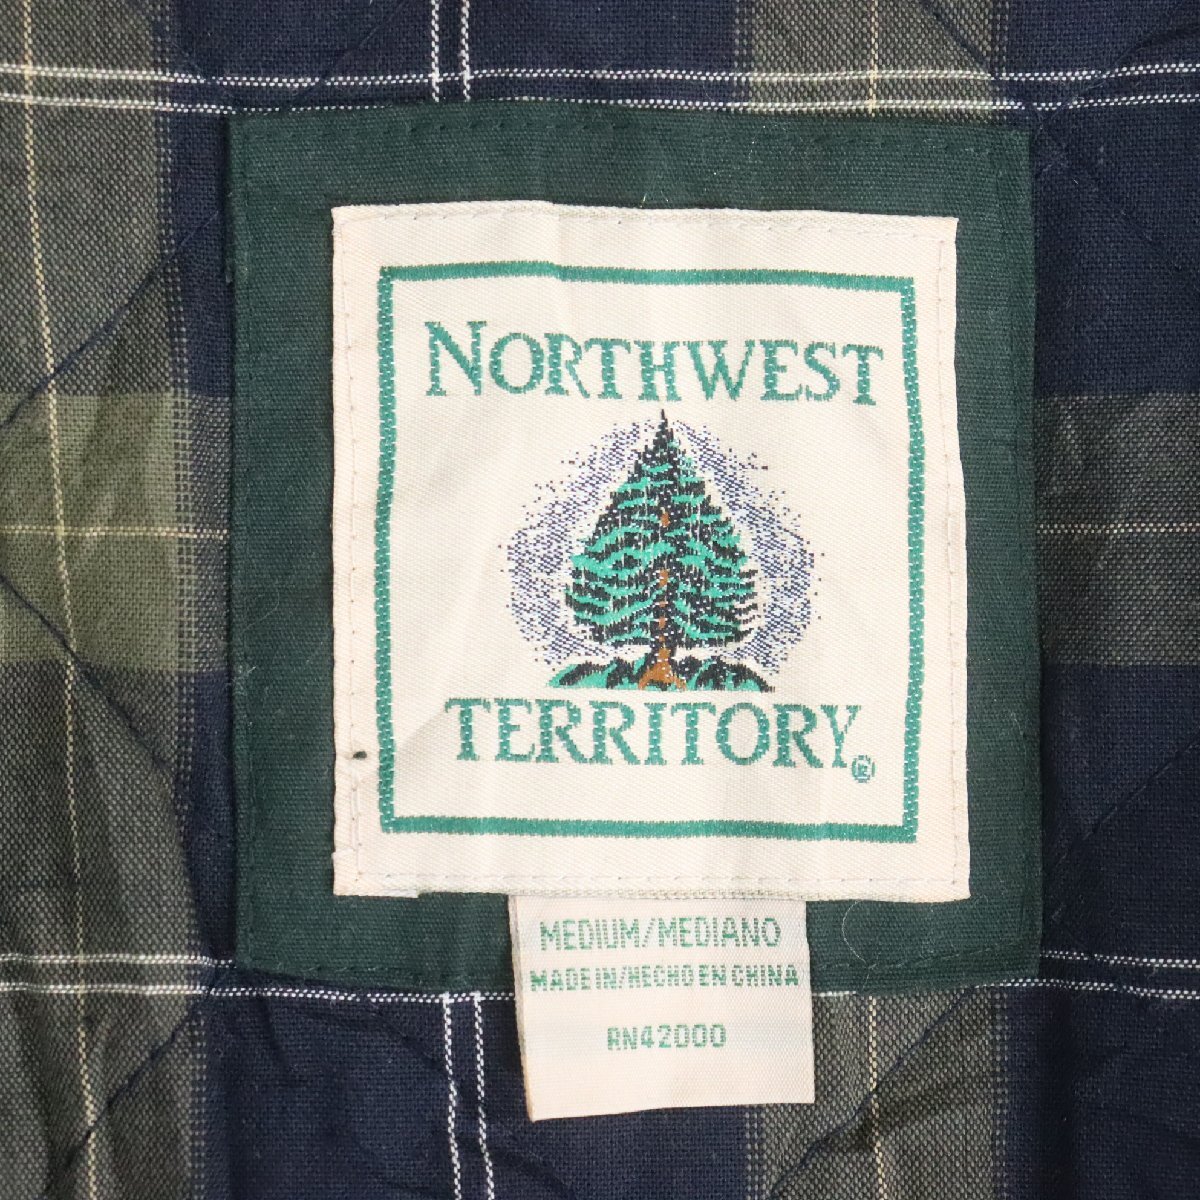 NORTHWEST
TERRITORY®
MEDIUM/MEDIANO
MADE IN/HECHO EN CHINA
RN42000